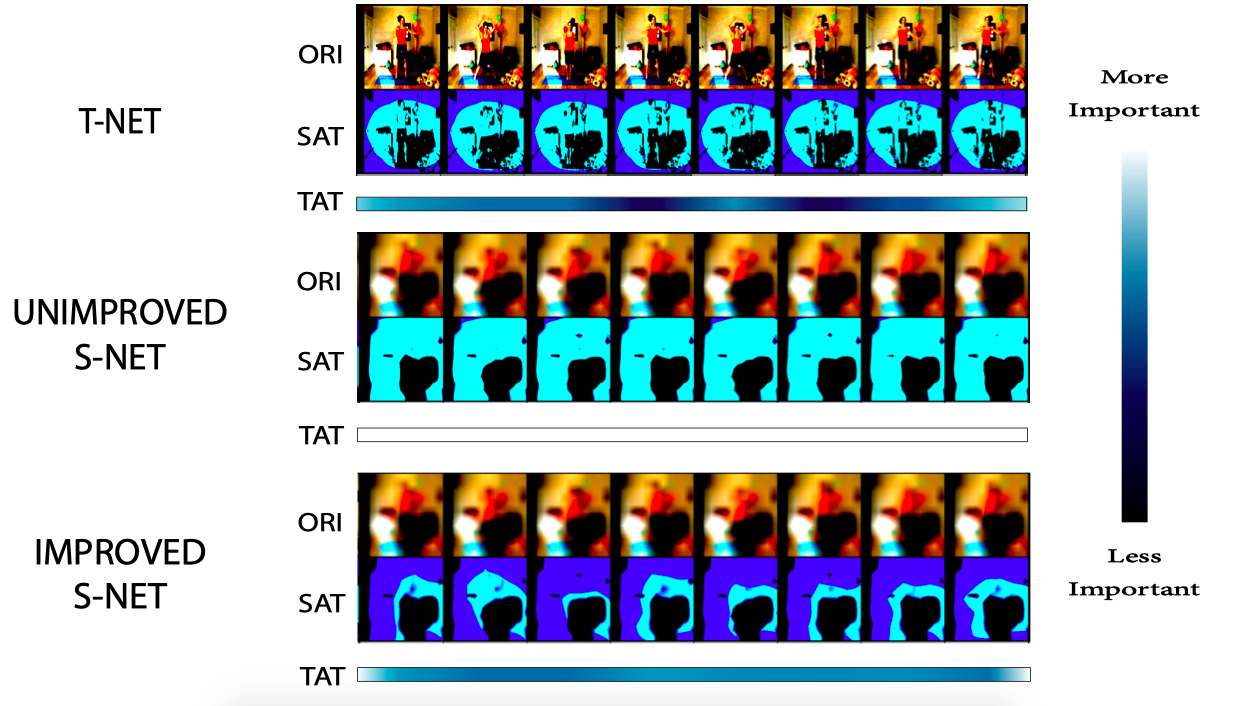 T-NET
ORI
SAT
TAT
UNIMPROVED
S-NET
ORI
SAT
TAT
IMPROVED
S-NET
ORI
SAT
TAT
More
Important
Less
Important